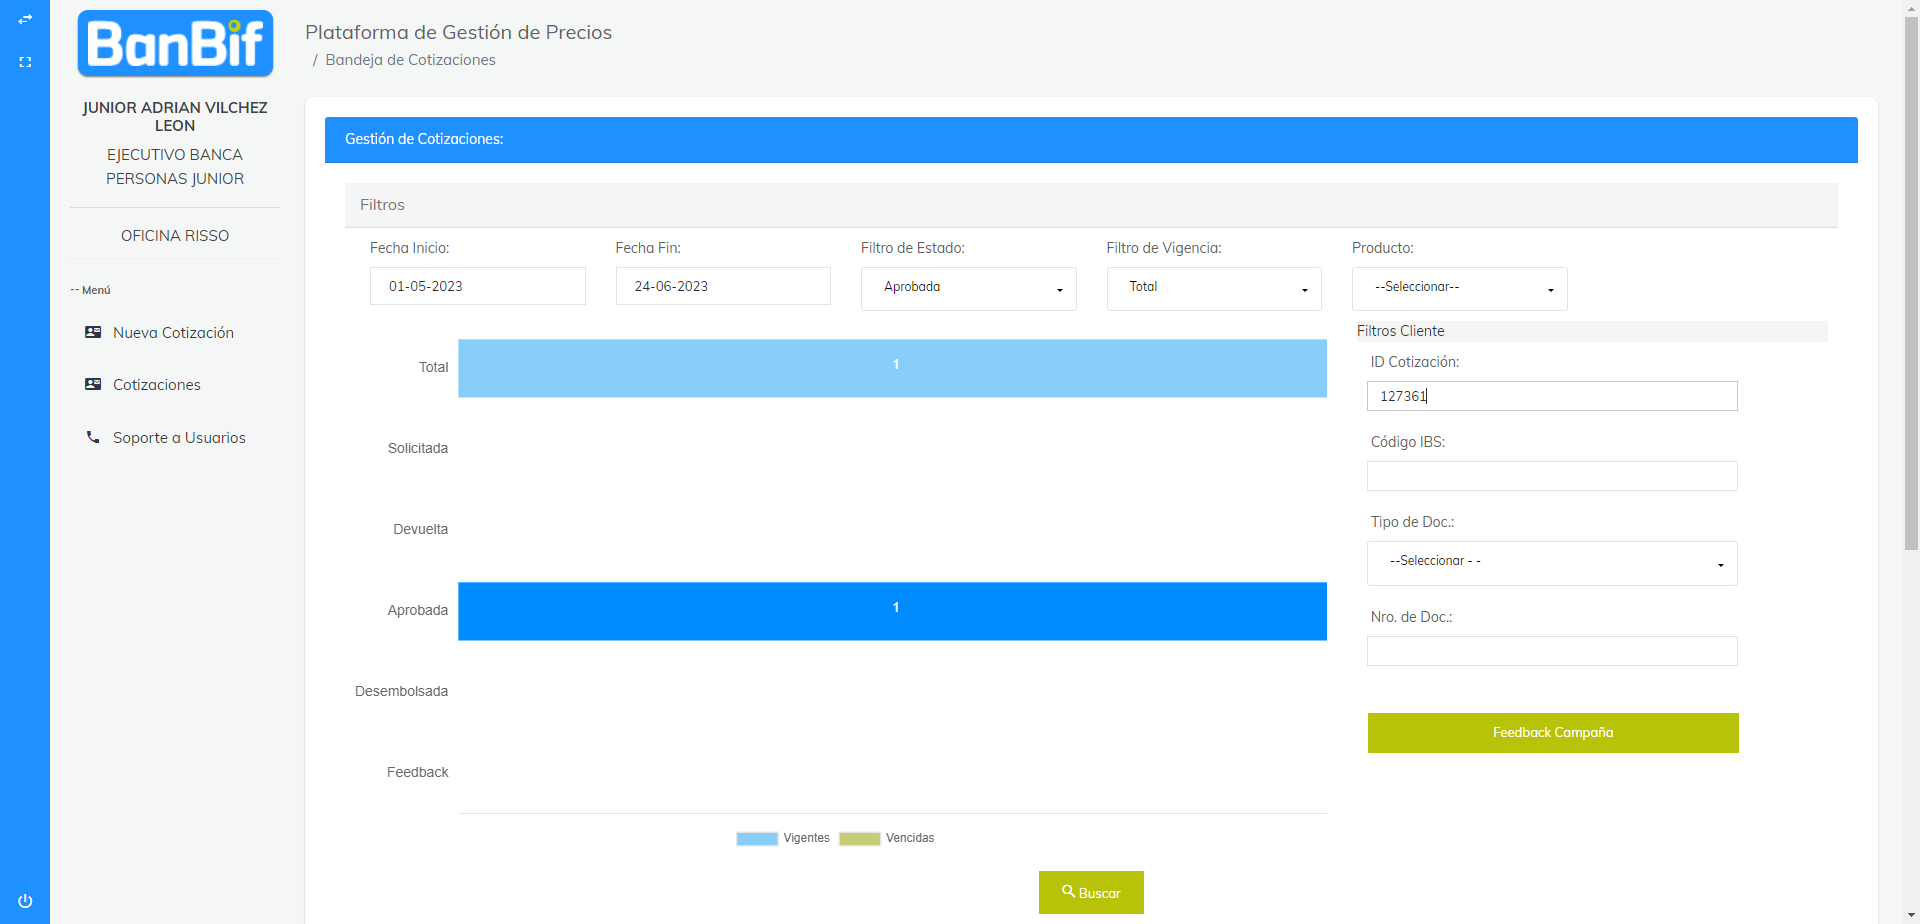 BanBif
JUNIOR ADRIAN VILCHEZ
LEON
EJECUTIVO BANCA
PERSONAS JUNIOR
OFICINA RISSO
-- Menú
Nueva Cotización
Cotizaciones
Soporte a Usuarios
Plataforma de Gestión de Precios
/ Bandeja de Cotizaciones
Gestión de Cotizaciones:
Filtros
Fecha Inicio:
01-05-2023
Fecha Fin:
24-06-2023
Filtro de Estado:
Aprobada
Filtro de Vigencia:
Total
Producto:
--Seleccionar--
Total
1
Solicitada
Devuelta
Aprobada
1
Desembolsada
Feedback
Vigentes
Vencidas
Filtros Cliente
ID Cotización:
127361
Código IBS:
Tipo de Doc.:
--Seleccionar - -
Nro. de Doc.:
Feedback Campaña
Buscar